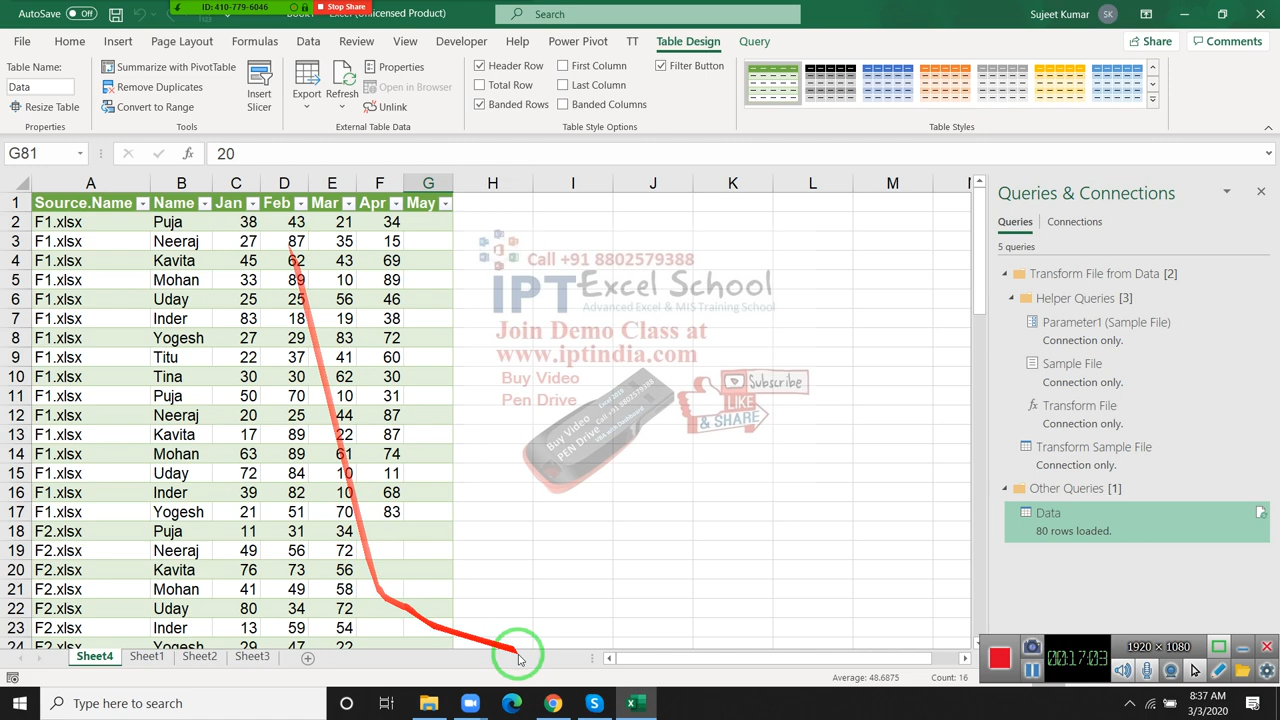 AutoSave Off
ID: 410-779-6046
Stop Share
Excel (Unlicensed Product)
Search
Sujeet Kumar
SK
File Home Insert Page Layout Formulas Data Review View Developer Help Power Pivot TT Table Design Query
Share
Comments
Table Name:
Data
Resize Table
Properties
Summarize with PivotTable
Remove Duplicates
Convert to Range
Tools
Insert
Slicer
Export
Refresh
Properties
Open in Browser
Unlink
External Table Data
Header Row
Total Row
Banded Rows
First Column
Last Column
Banded Columns
Filter Button
Table Style Options
Table Styles
G81
fx
20
A B C D E F G H I J K L M
1 Source.Name Name Jan Feb Mar Apr May
2 F1.xlsx Puja 38 43 21 34
3 F1.xlsx Neeraj 27 87 35 15
4 F1.xlsx Kavita 45 62 43 69
5 F1.xlsx Mohan 33 89 10 89
6 F1.xlsx Uday 25 25 56 46
7 F1.xlsx Inder 83 18 19 38
8 F1.xlsx Yogesh 27 29 83 72
9 F1.xlsx Titu 22 37 41 60
10 F1.xlsx Tina 30 30 62 30
11 F1.xlsx Puja 50 70 10 31
12 F1.xlsx Neeraj 20 25 44 87
13 F1.xlsx Kavita 17 89 22 87
14 F1.xlsx Mohan 63 89 61 74
15 F1.xlsx Uday 72 84 10 11
16 F1.xlsx Inder 39 82 10 68
17 F1.xlsx Yogesh 21 51 70 83
18 F2.xlsx Puja 11 31 34
19 F2.xlsx Neeraj 49 56 72
20 F2.xlsx Kavita 76 73 56
21 F2.xlsx Mohan 41 49 58
22 F2.xlsx Uday 80 34 72
23 F2.xlsx Inder 13 59 54
24 F2.xlsx Yogesh 29 47 22
Call +91 8802579388
IPT Excel School
Advanced Excel & MIS Training School
Join Demo Class at
www.iptindia.com
Buy Video
Pen Drive
Buy Video
PEN Drive
Call +91 8802579388
Subscribe
LIKE
& SHARE
Queries & Connections
Queries Connections
5 queries
Transform File from Data [2]
Helper Queries [3]
Parameter1 (Sample File)
Connection only.
Sample File
Connection only.
fx Transform File
Connection only.
Transform Sample File
Connection only.
Other Queries [1]
Data
80 rows loaded.
Sheet4 Sheet1 Sheet2 Sheet3
Average: 48.6875 Count: 16
1920 × 1080
00:17:03
Type here to search
8:37 AM
3/3/2020